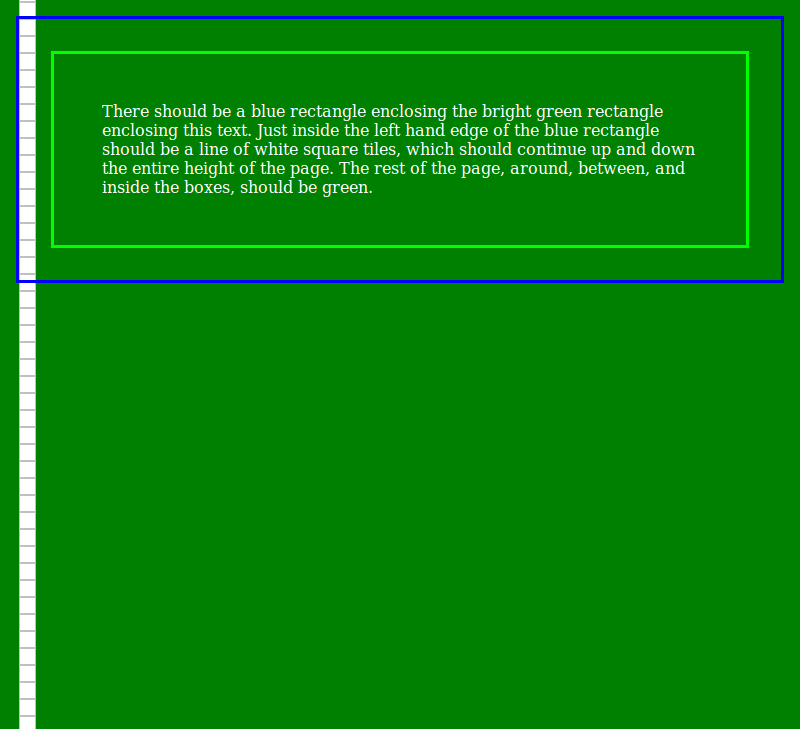 There should be a blue rectangle enclosing the bright green rectangle
enclosing this text. Just inside the left hand edge of the blue rectangle
should be a line of white square tiles, which should continue up and down
the entire height of the page. The rest of the page, around, between, and
inside the boxes, should be green.